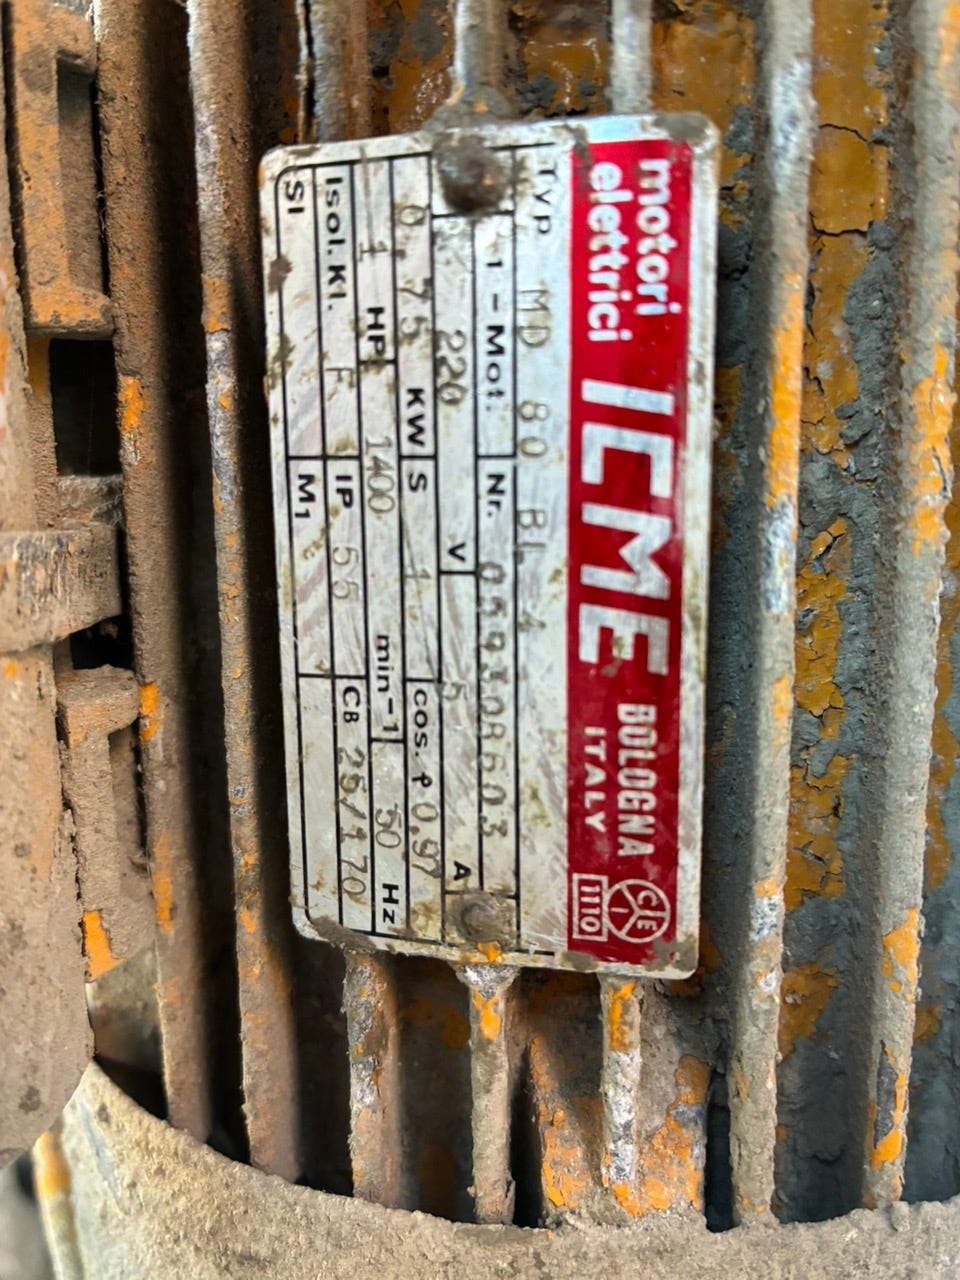 motori
elettrici ICME BOLOGNA
ITALY
CEI
1110
Typ MD 80 BL 4
1-Mot. Nr. 059308603
220 V 5 A
0.75 KW S 1 cos.φ 0,97
1 HP 1400 min-1 50 Hz
Isol.Kl. F IP 55 CB 25/170
SI M1